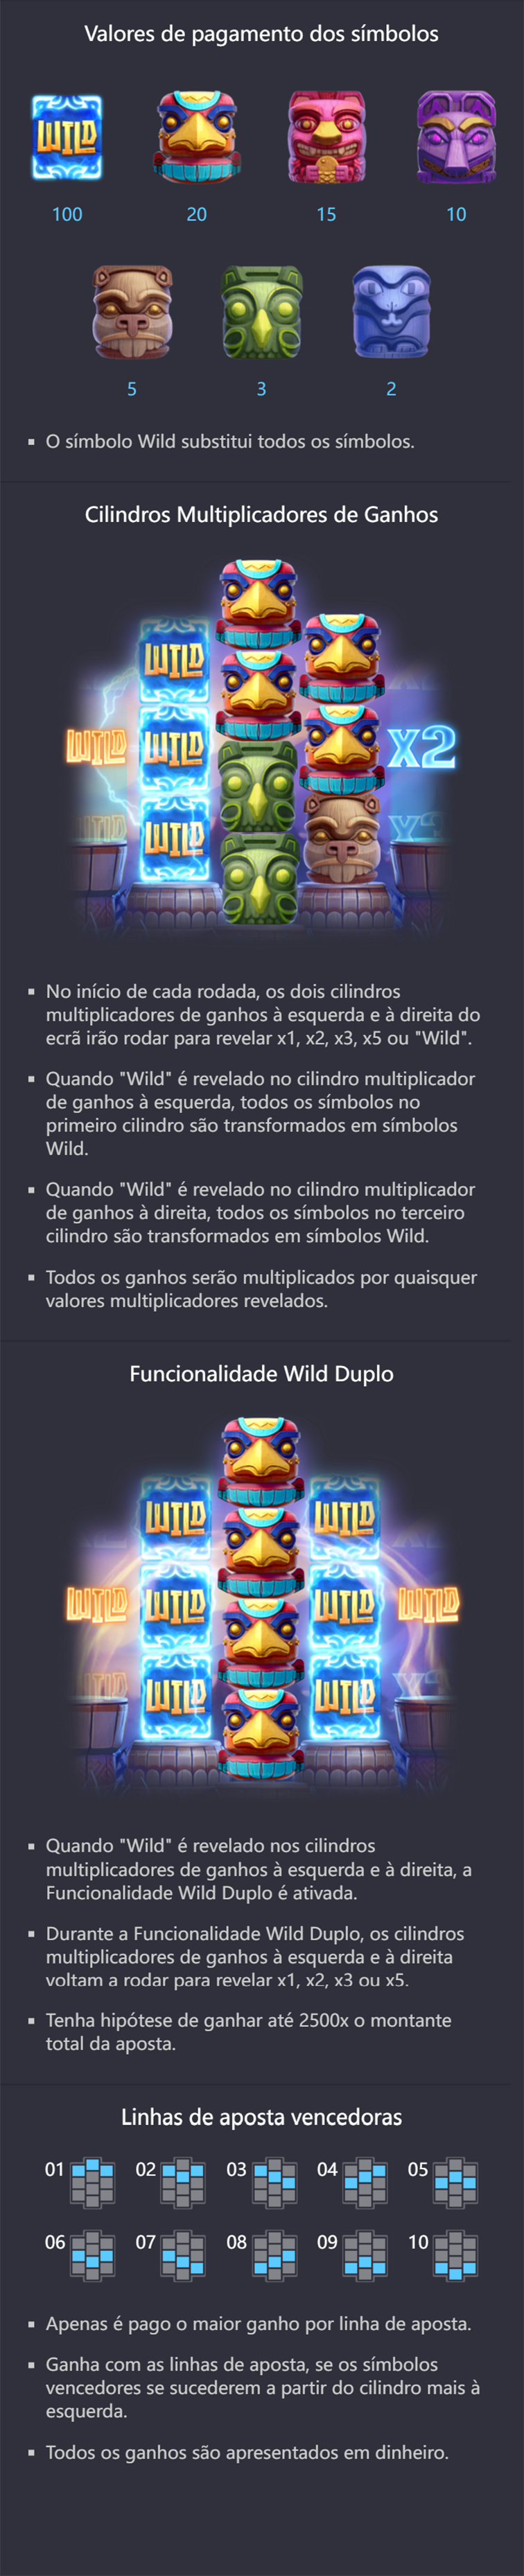 Valores de pagamento dos símbolos
WILD
100 20 15 10
5 3 2
▪ O símbolo Wild substitui todos os símbolos.
Cilindros Multiplicadores de Ganhos
WILD
WILD WILD X2
WILD WILD
▪ No início de cada rodada, os dois cilindros
multiplicadores de ganhos à esquerda e à direita do
ecrã irão rodar para revelar x1, x2, x3, x5 ou "Wild".
▪ Quando "Wild" é revelado no cilindro multiplicador
de ganhos à esquerda, todos os símbolos no
primeiro cilindro são transformados em símbolos
Wild.
▪ Quando "Wild" é revelado no cilindro multiplicador
de ganhos à direita, todos os símbolos no terceiro
cilindro são transformados em símbolos Wild.
▪ Todos os ganhos serão multiplicados por quaisquer
valores multiplicadores revelados.
Funcionalidade Wild Duplo
WILD WILD
WILD WILD WILD WILD
WILD WILD WILD
▪ Quando "Wild" é revelado nos cilindros
multiplicadores de ganhos à esquerda e à direita, a
Funcionalidade Wild Duplo é ativada.
▪ Durante a Funcionalidade Wild Duplo, os cilindros
multiplicadores de ganhos à esquerda e à direita
voltam a rodar para revelar x1, x2, x3 ou x5.
▪ Tenha hipótese de ganhar até 2500x o montante
total da aposta.
Linhas de aposta vencedoras
01 02 03 04 05
06 07 08 09 10
▪ Apenas é pago o maior ganho por linha de aposta.
▪ Ganha com as linhas de aposta, se os símbolos
vencedores se sucederem a partir do cilindro mais à
esquerda.
▪ Todos os ganhos são apresentados em dinheiro.